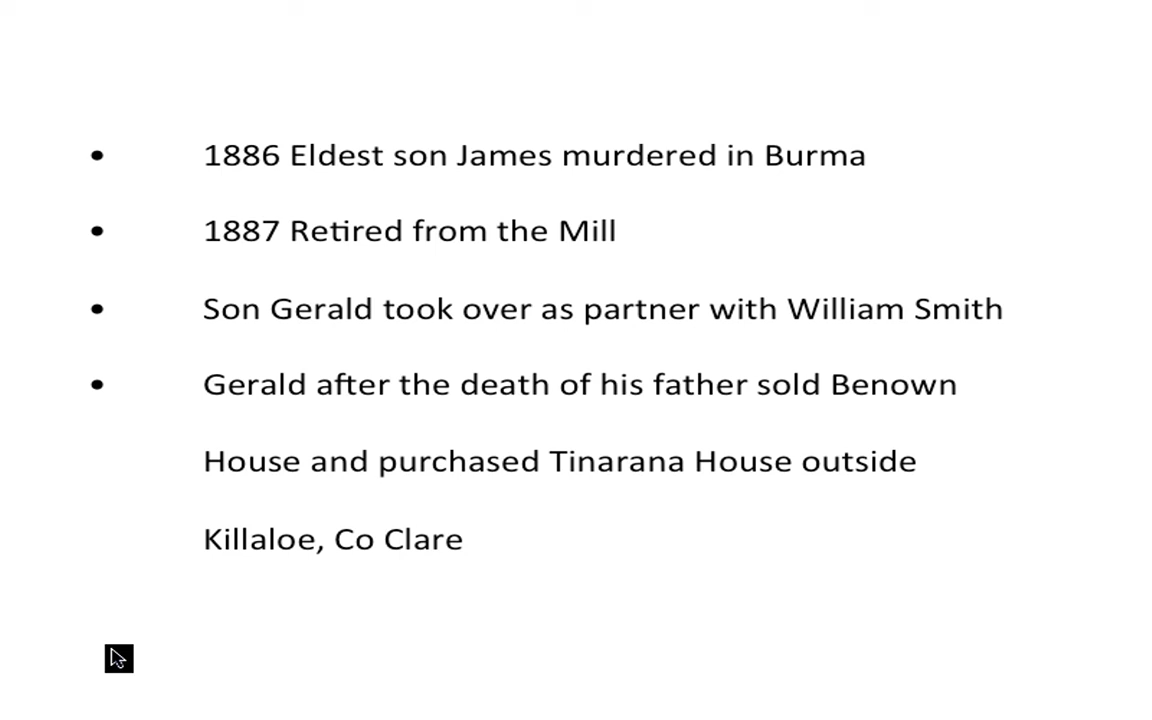 • 1886 Eldest son James murdered in Burma
• 1887 Retired from the Mill
• Son Gerald took over as partner with William Smith
• Gerald after the death of his father sold Benown
House and purchased Tinarana House outside
Killaloe, Co Clare